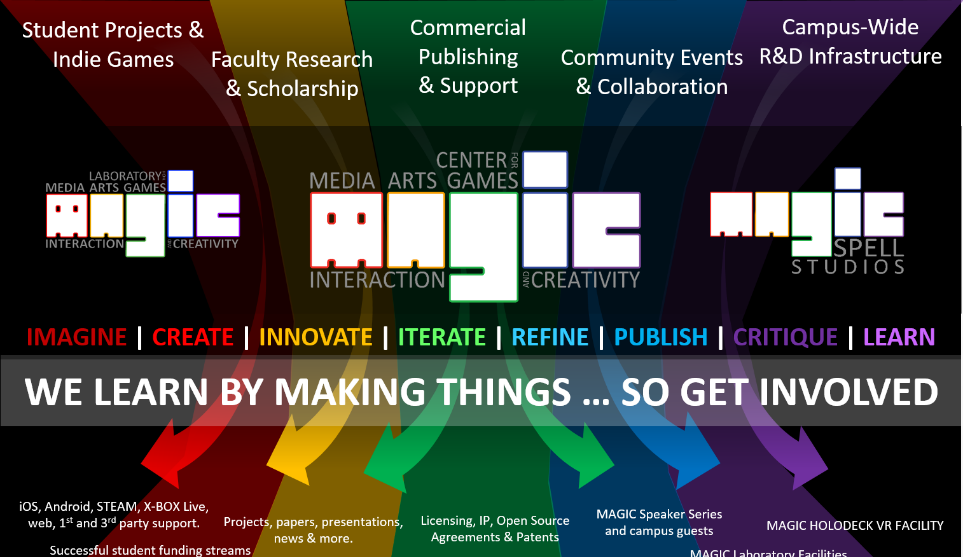 Student Projects &
Indie Games
Faculty Research
& Scholarship
Commercial
Publishing
& Support
Community Events
& Collaboration
Campus-Wide
R&D Infrastructure
LABORATORY FOR
MEDIA ARTS GAMES
magic
INTERACTION AND CREATIVITY
CENTER FOR
MEDIA ARTS GAMES
magic
INTERACTION AND CREATIVITY
magic
SPELL
STUDIOS
IMAGINE | CREATE | INNOVATE | ITERATE | REFINE | PUBLISH | CRITIQUE | LEARN
WE LEARN BY MAKING THINGS ... SO GET INVOLVED
iOS, Android, STEAM, X-BOX Live,
web, 1st and 3rd party support.
Successful student funding streams
Projects, papers, presentations,
news & more.
Licensing, IP, Open Source
Agreements & Patents
MAGIC Speaker Series
and campus guests
MAGIC HOLODECK VR FACILITY
MAGIC Laboratory Facilities